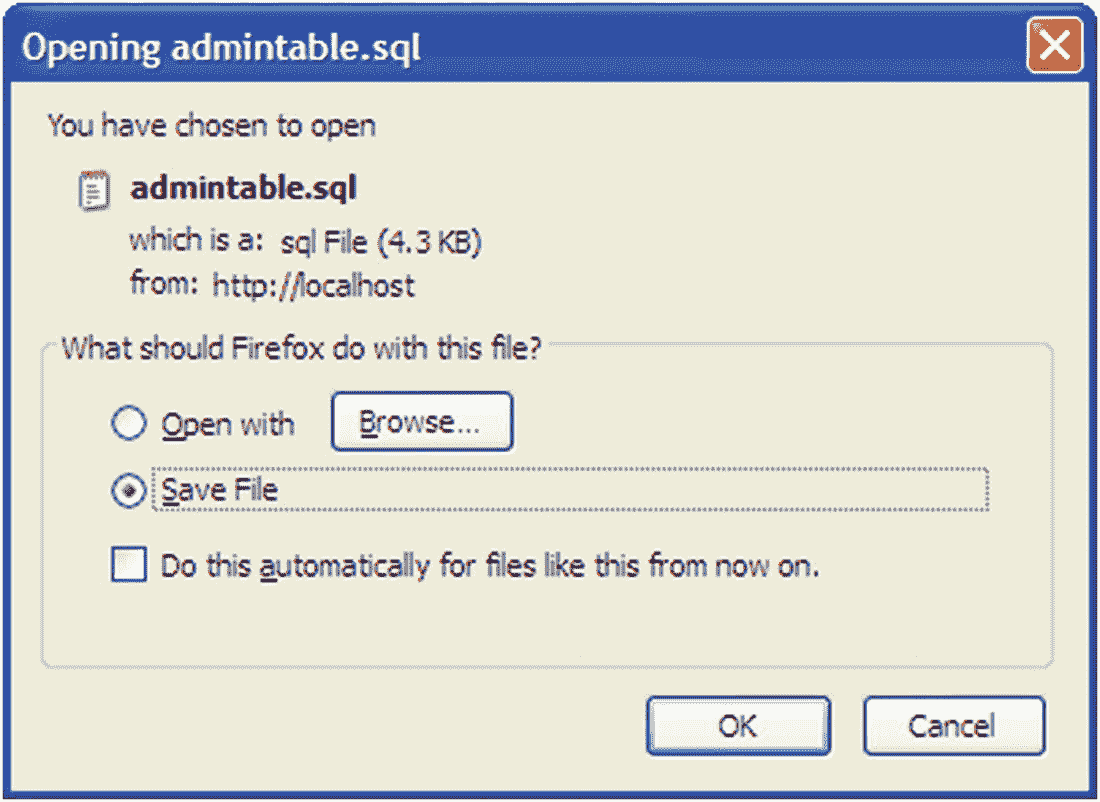 Opening admintable.sql
You have chosen to open
admintable.sql
which is a: sql File (4.3 KB)
from: http://localhost
What should Firefox do with this file?
Open with Browse...
Save File
Do this automatically for files like this from now on.
OK Cancel